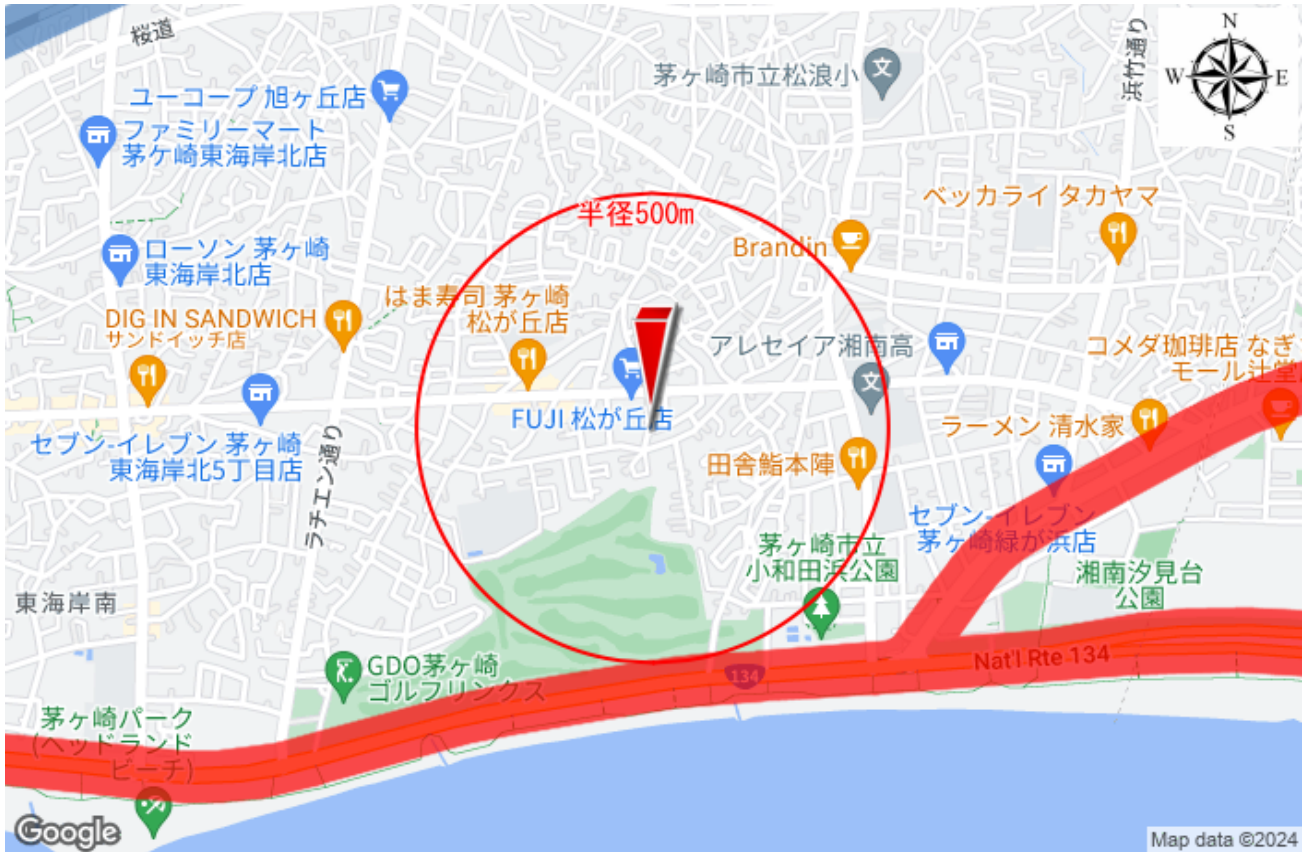 桜道
N
W E
S
浜竹通り
茅ヶ崎市立松浪小
文
ユーコープ 旭ヶ丘店
ファミリーマート
茅ケ崎東海岸北店
ベッカライ タカヤマ
半径500m
Brandin
ローソン 茅ヶ崎
東海岸北店
はま寿司 茅ヶ崎
松が丘店
DIG IN SANDWICH
サンドイッチ店
アレセイア湘南高
文
コメダ珈琲店 なぎ
モール辻堂
FUJI 松が丘店
ラーメン 清水家
セブン-イレブン 茅ヶ崎
東海岸北5丁目店
ラチエン通り
田舎鮨本陣
セブン-イレブン
茅ヶ崎緑が浜店
茅ヶ崎市立
小和田浜公園
湘南汐見台
公園
東海岸南
Nat'l Rte 134
134
GDO茅ヶ崎
ゴルフリンクス
茅ヶ崎パーク
(ヘッドランド
ビーチ)
Google
Map data ©2024